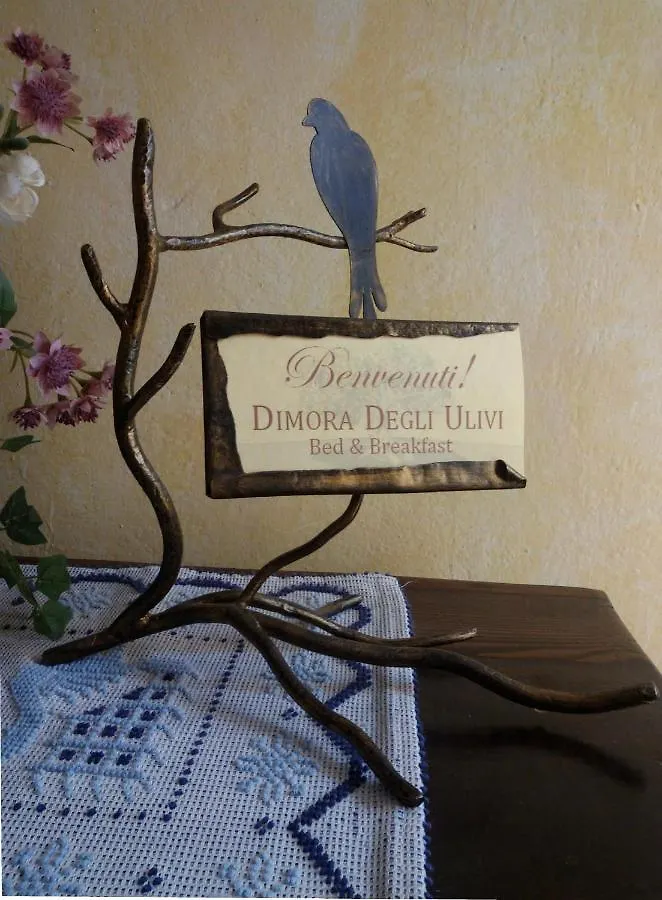 Benvenuti!
DIMORA DEGLI ULIVI
Bed & Breakfast